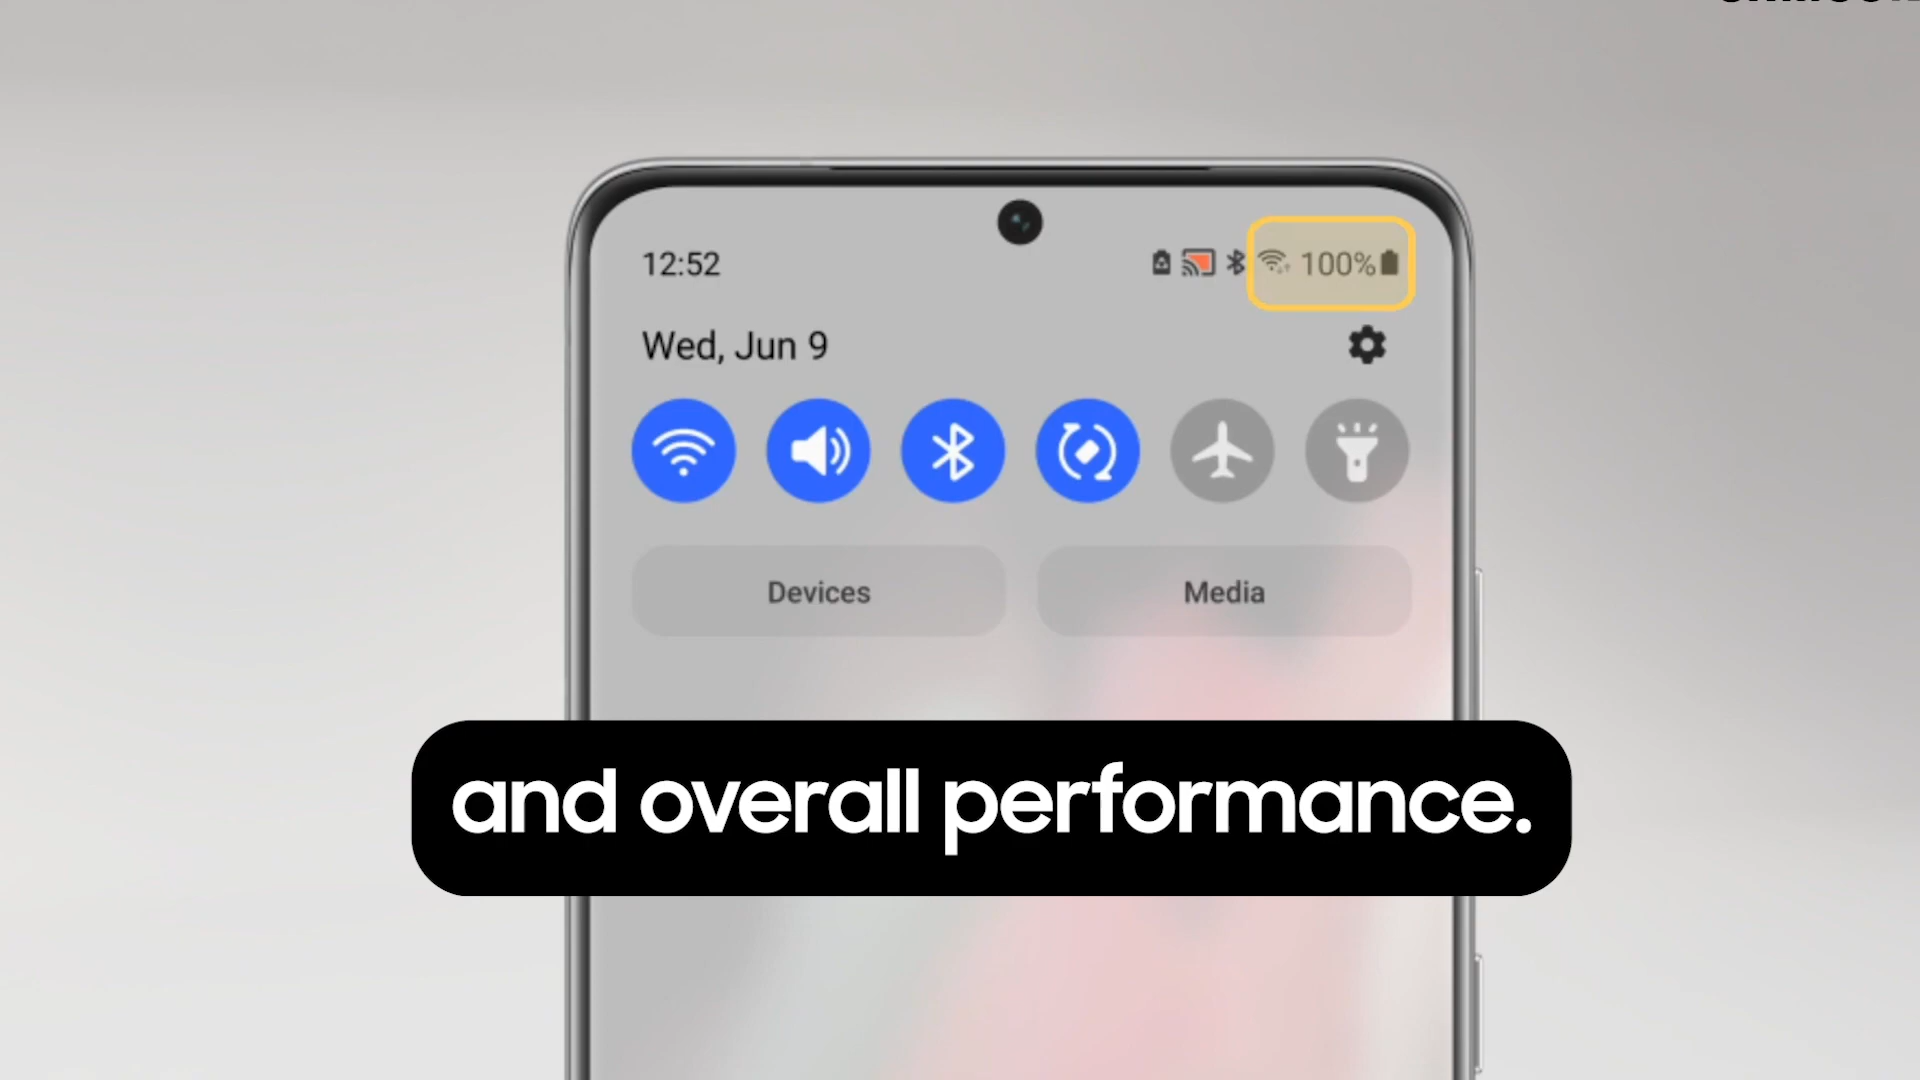 12:52
100%
Wed, Jun 9
Devices
Media
and overall performance.